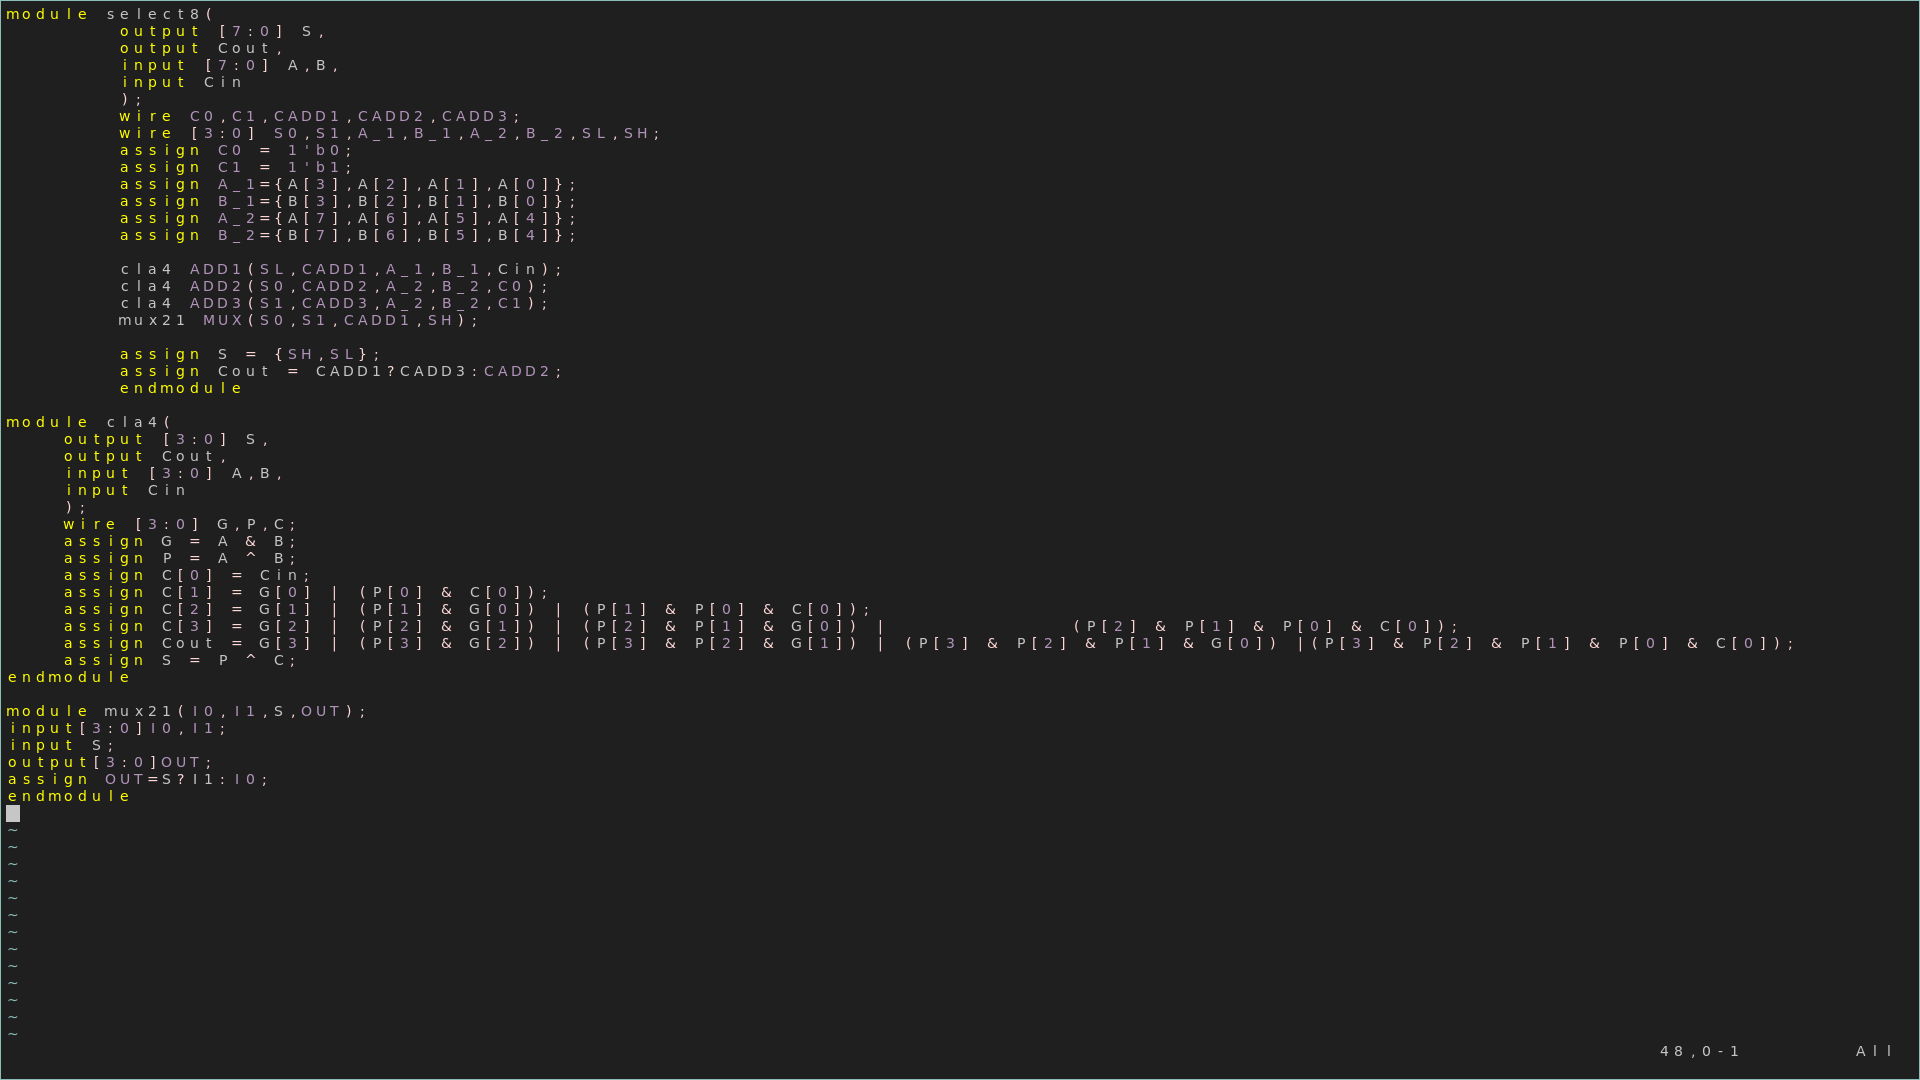 module select8(
output [7:0] S,
output Cout,
input [7:0] A,B,
input Cin
);
wire C0,C1,CADD1,CADD2,CADD3;
wire [3:0] S0,S1,A_1,B_1,A_2,B_2,SL,SH;
assign C0 = 1'b0;
assign C1 = 1'b1;
assign A_1={A[3],A[2],A[1],A[0]};
assign B_1={B[3],B[2],B[1],B[0]};
assign A_2={A[7],A[6],A[5],A[4]};
assign B_2={B[7],B[6],B[5],B[4]};
cla4 ADD1(SL,CADD1,A_1,B_1,Cin);
cla4 ADD2(S0,CADD2,A_2,B_2,C0);
cla4 ADD3(S1,CADD3,A_2,B_2,C1);
mux21 MUX(S0,S1,CADD1,SH);
assign S = {SH,SL};
assign Cout = CADD1?CADD3:CADD2;
endmodule
module cla4(
output [3:0] S,
output Cout,
input [3:0] A,B,
input Cin
);
wire [3:0] G,P,C;
assign G = A & B;
assign P = A ^ B;
assign C[0] = Cin;
assign C[1] = G[0] | (P[0] & C[0]);
assign C[2] = G[1] | (P[1] & G[0]) | (P[1] & P[0] & C[0]);
assign C[3] = G[2] | (P[2] & G[1]) | (P[2] & P[1] & G[0]) | (P[2] & P[1] & P[0] & C[0]);
assign Cout = G[3] | (P[3] & G[2]) | (P[3] & P[2] & G[1]) | (P[3] & P[2] & P[1] & G[0]) |(P[3] & P[2] & P[1] & P[0] & C[0]);
assign S = P ^ C;
endmodule
module mux21(I0,I1,S,OUT);
input[3:0]I0,I1;
input S;
output[3:0]OUT;
assign OUT=S?I1:I0;
endmodule
~
~
~
~
~
~
~
~
~
~
~
~
~
48,0-1 All